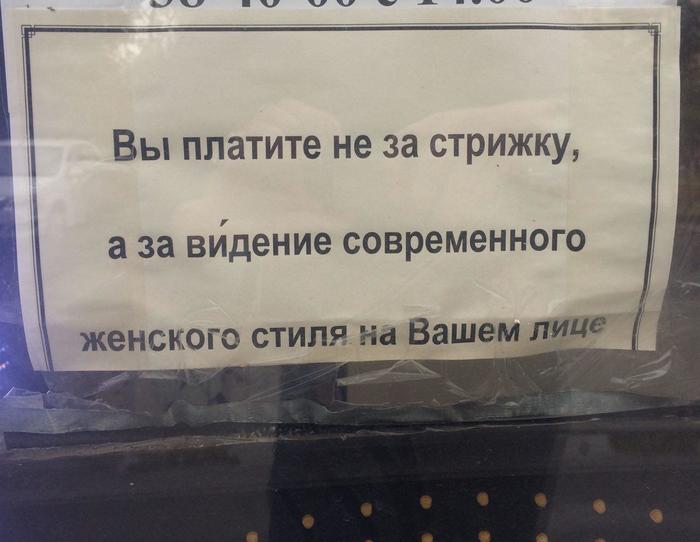 Вы платите не за стрижку,
а за ви́дение современного
женского стиля на Вашем лице